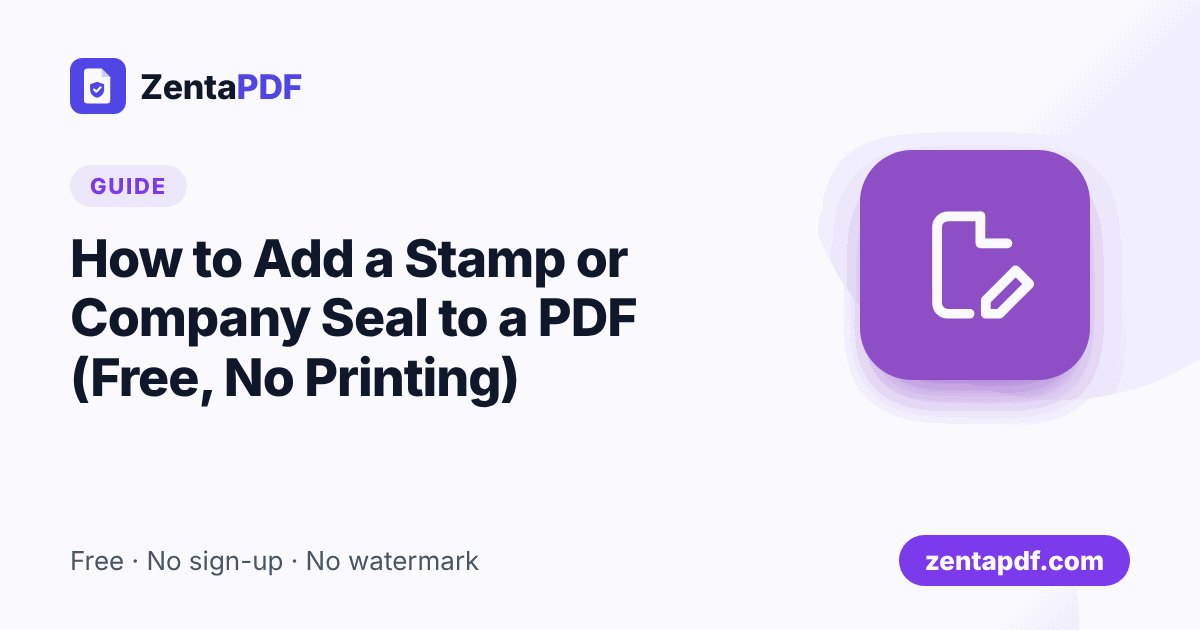 ZentaPDF
GUIDE
How to Add a Stamp or
Company Seal to a PDF
(Free, No Printing)
Free · No sign-up · No watermark
zentapdf.com